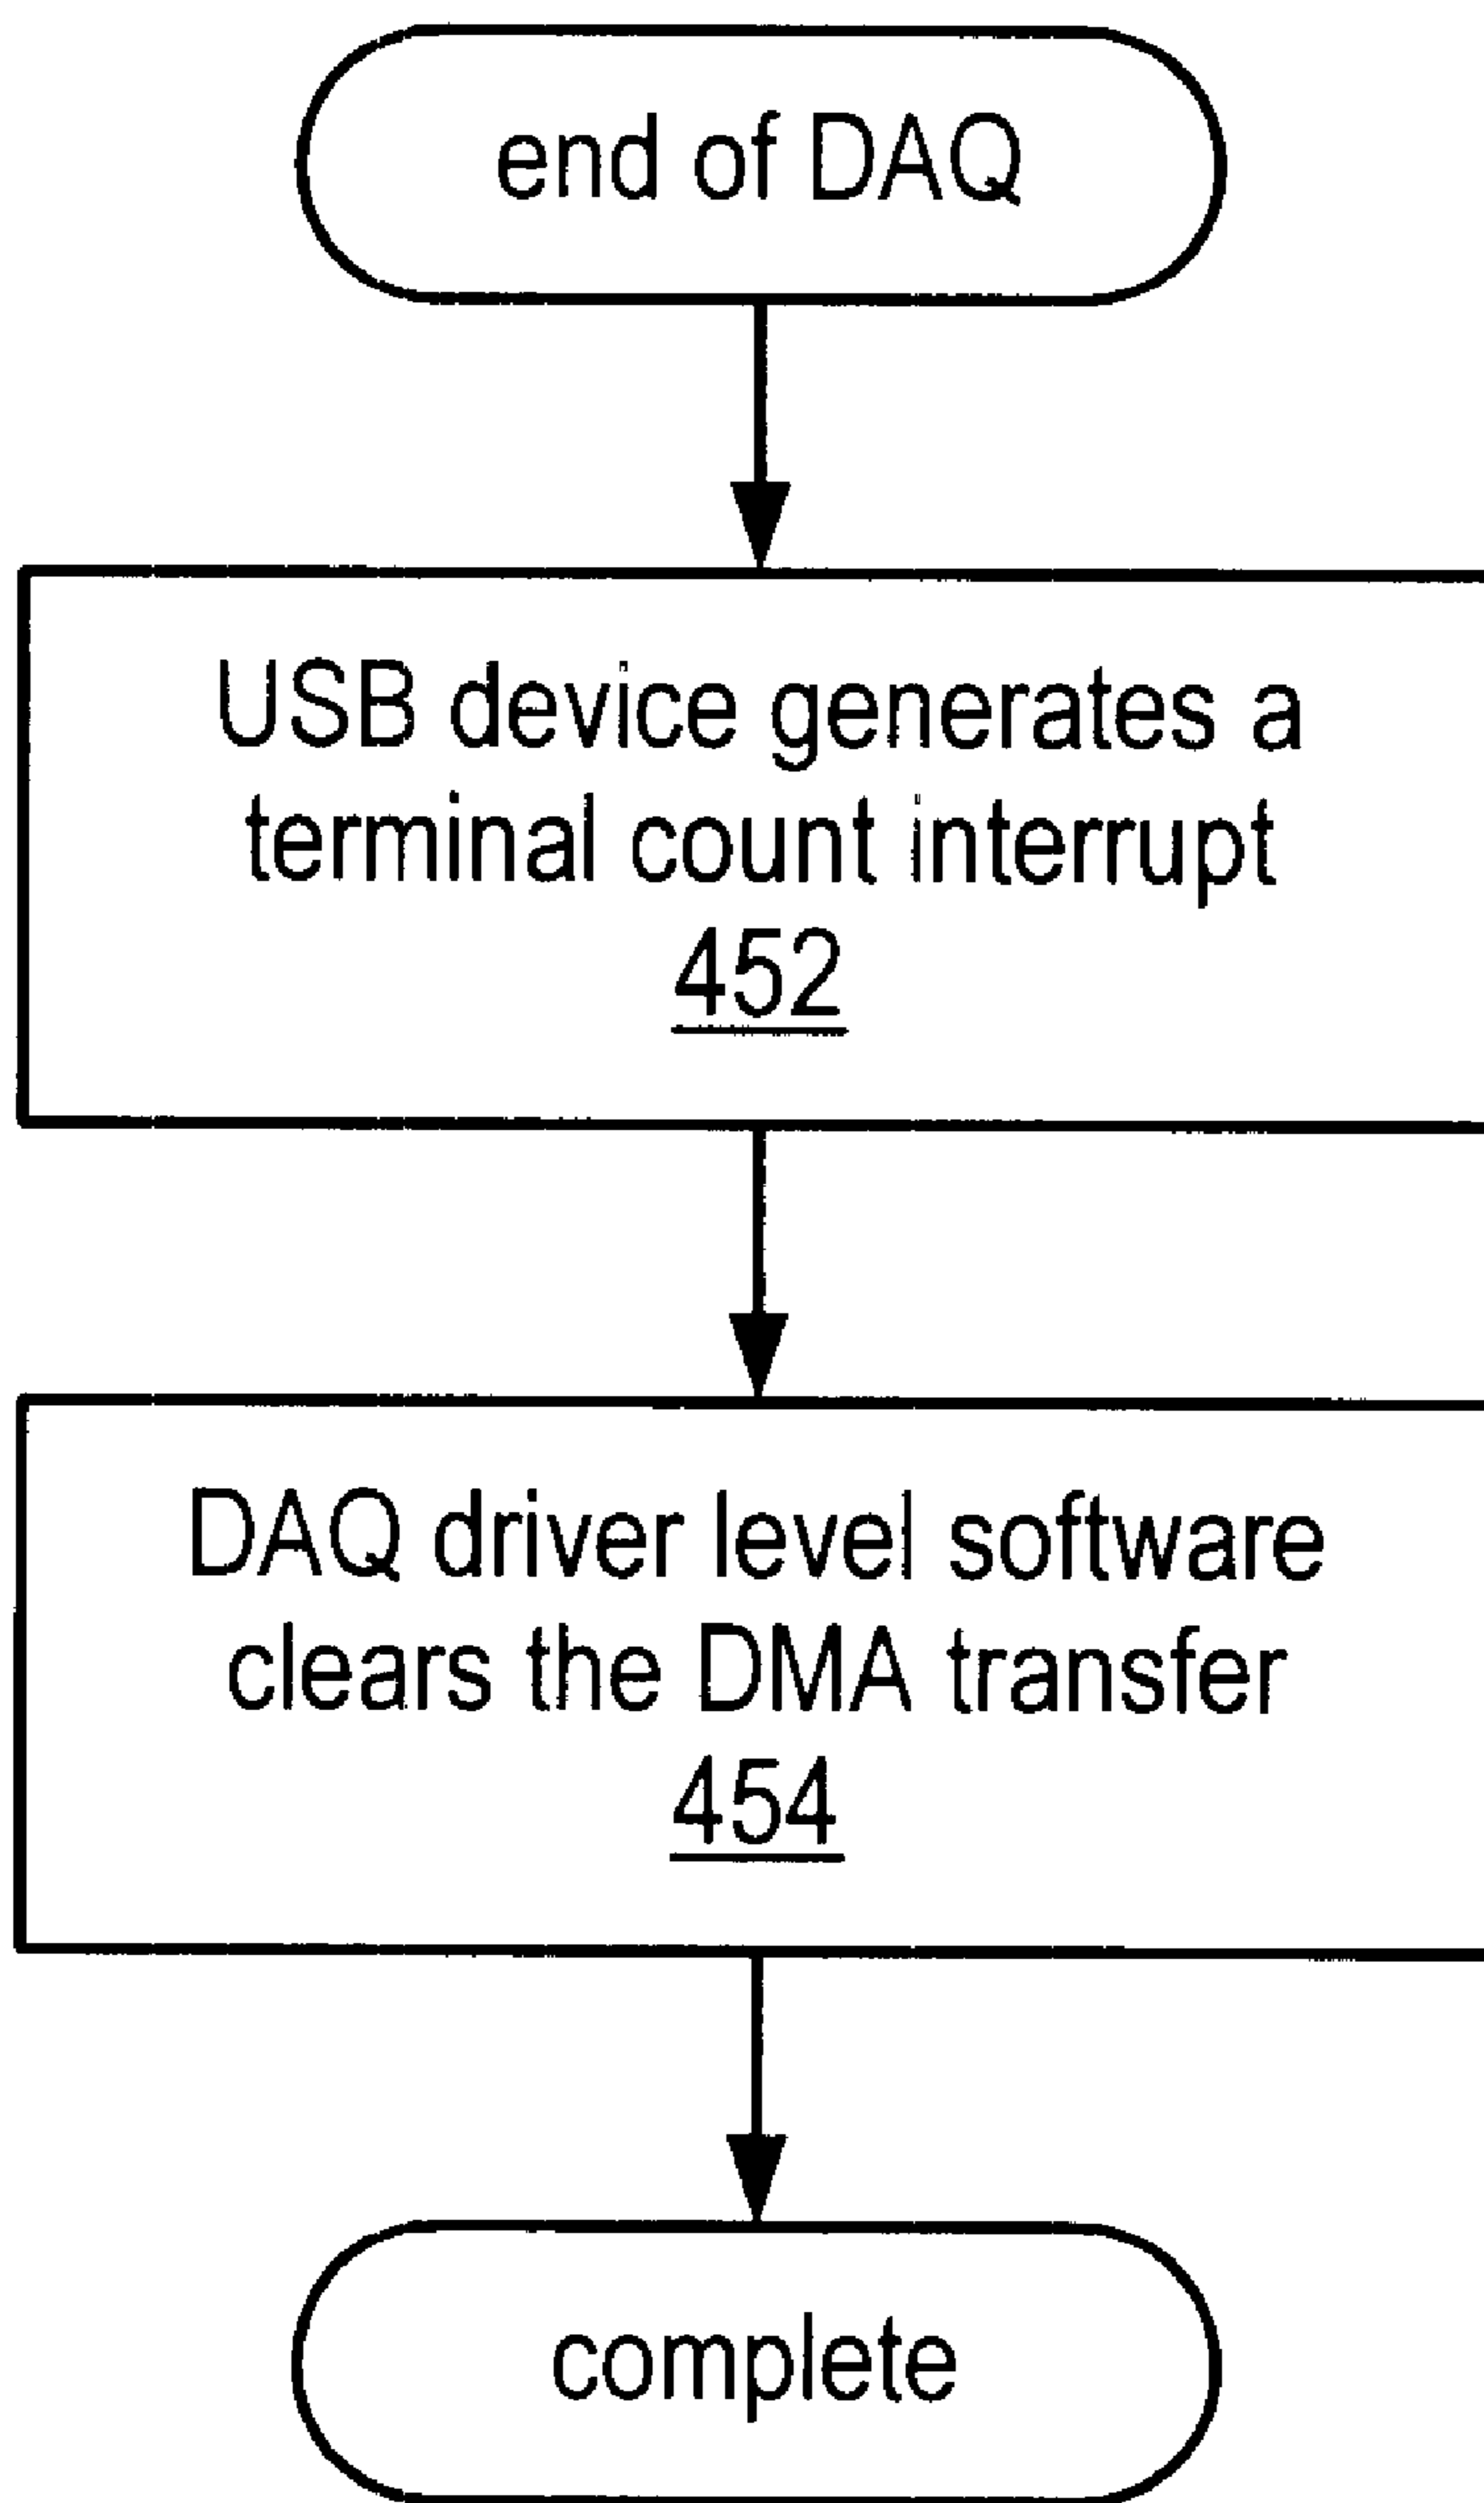 end of DAQ
USB device generates a
terminal count interrupt
452
DAQ driver level software
clears the DMA transfer
454
complete